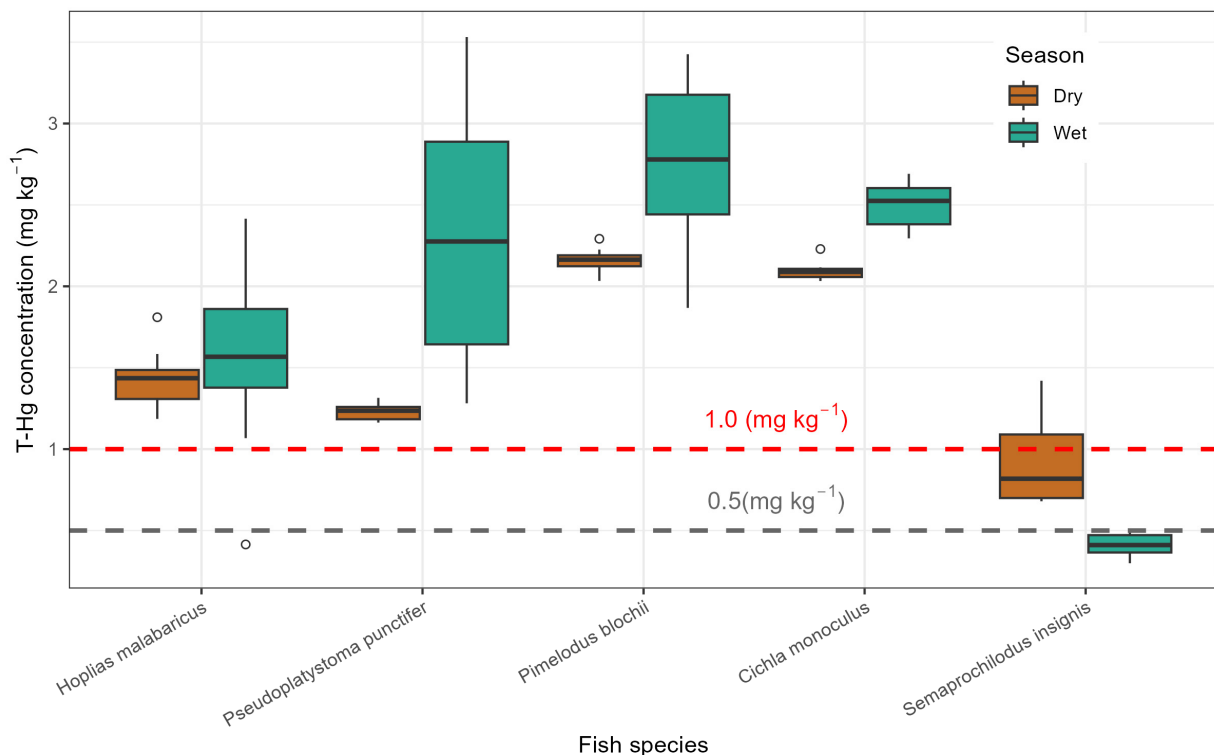 T-Hg concentration (mg kg⁻¹)
3
2
1
Season
Dry
Wet
1.0 (mg kg⁻¹)
0.5(mg kg⁻¹)
Hoplias malabaricus
Pseudoplatystoma punctifer
Pimelodus blochii
Cichla monoculus
Semaprochilodus insignis
Fish species